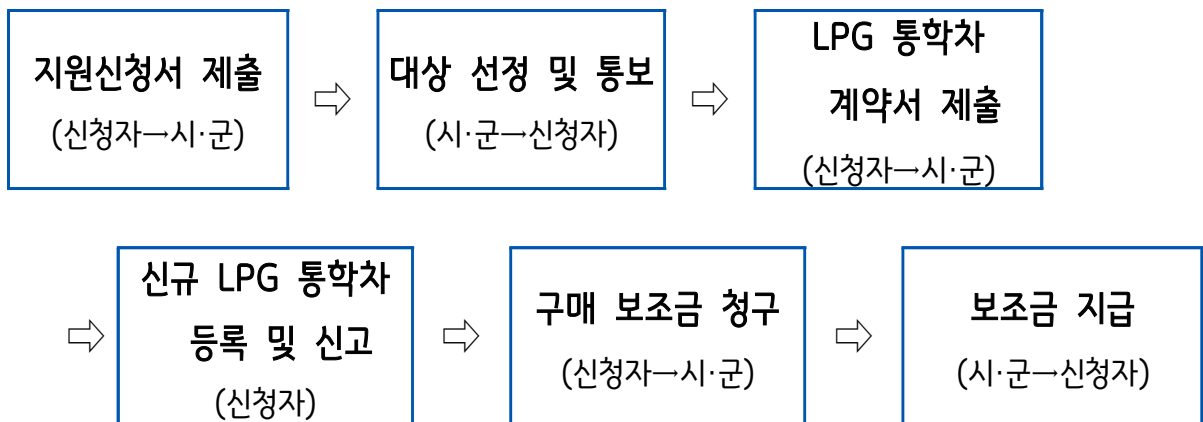 지원신청서 제출
(신청자→시·군)
⇨
대상 선정 및 통보
(시·군→신청자)
⇨
LPG 통학차
계약서 제출
(신청자→시·군)
⇨
신규 LPG 통학차
등록 및 신고
(신청자)
⇨
구매 보조금 청구
(신청자→시·군)
⇨
보조금 지급
(시·군→신청자)